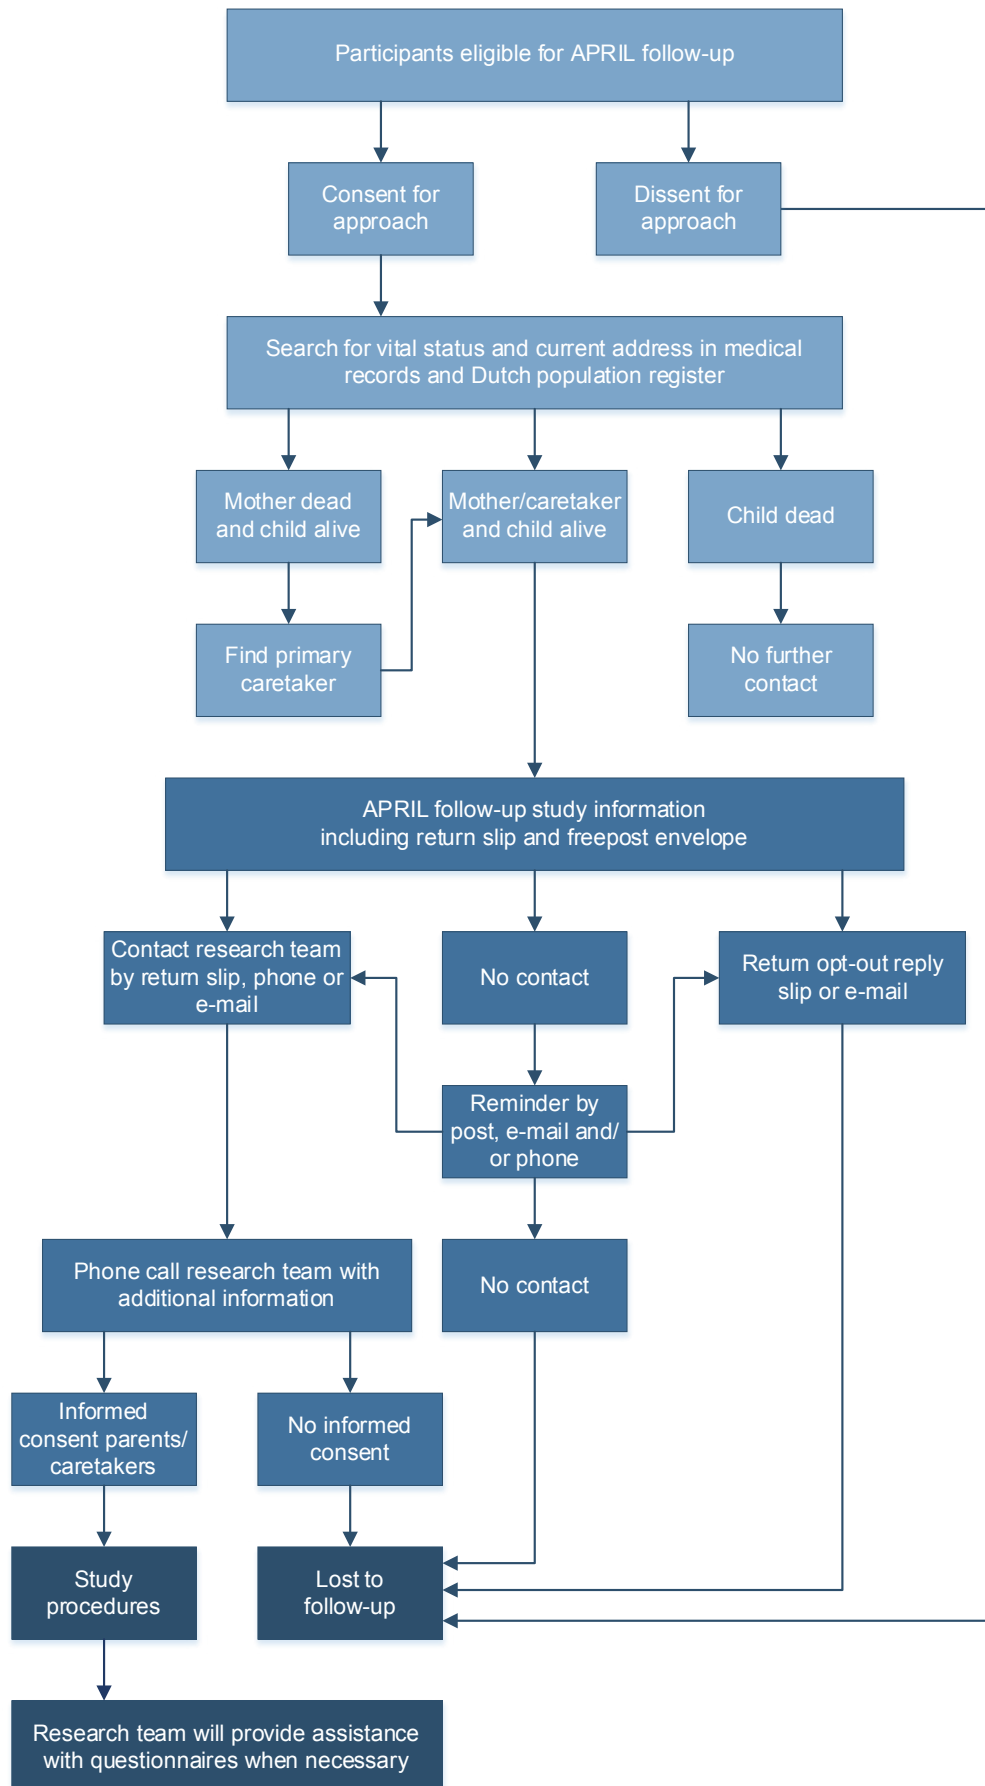 Participants eligible for APRIL follow-up
Consent for
approach
Dissent for
approach
Search for vital status and current address in medical
records and Dutch population register
Mother dead
and child alive
Mother/caretaker
and child alive
Child dead
Find primary
caretaker
No further
contact
APRIL follow-up study information
including return slip and freepost envelope
Contact research team
by return slip, phone or
e-mail
No contact
Return opt-out reply
slip or e-mail
Reminder by
post, e-mail and/
or phone
Phone call research team with
additional information
No contact
Informed
consent parents/
caretakers
No informed
consent
Study
procedures
Lost to
follow-up
Research team will provide assistance
with questionnaires when necessary